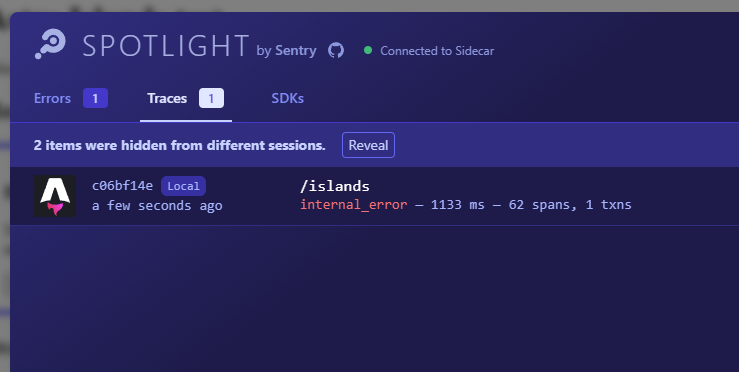 SPOTLIGHT by Sentry Connected to Sidecar
Errors 1 Traces 1 SDKs
2 items were hidden from different sessions. Reveal
c06bf14e Local /islands
a few seconds ago internal_error — 1133 ms — 62 spans, 1 txns